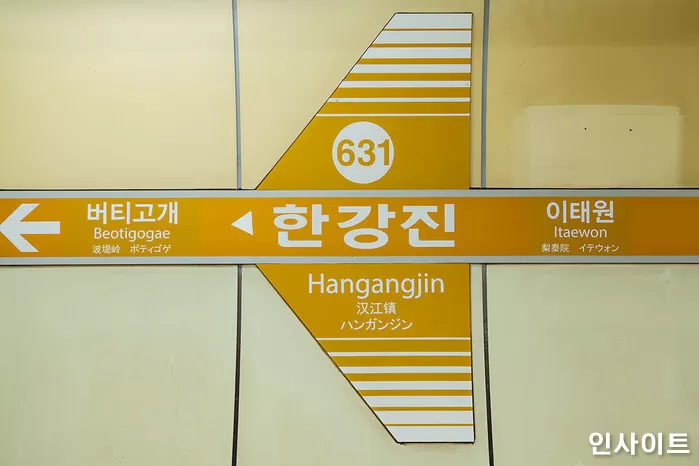 631
버티고개
Beotigogae
波堤岭 ボティゴゲ
한강진
Hangangjin
汉江镇
ハンガンジン
이태원
Itaewon
梨泰院 イテウォン
인사이트